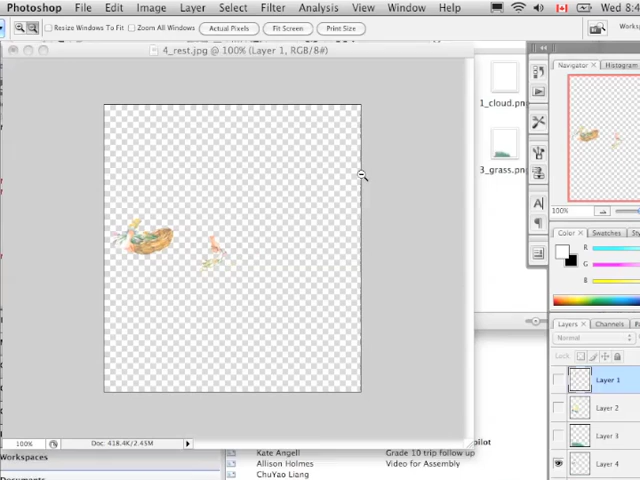 Photoshop File Edit Image Layer Select Filter Analysis View Window Help Wed 8:4
Resize Windows To Fit Zoom All Windows Actual Pixels Fit Screen Print Size Workspa
4_rest.jpg @ 100% (Layer 1, RGB/8#)
Navigator Histogram
1_cloud.pn
3_grass.pn
100%
Color Swatches Sty
R
G
B
Layers Channels P
Normal
Lock:
Layer 1
Layer 2
Layer 3
Layer 4
100% Doc: 418.4K/2.45M
Workspaces
Documents
pilot
Kate Angell Grade 10 trip follow up
Allison Holmes Video for Assembly
ChuYao Liang